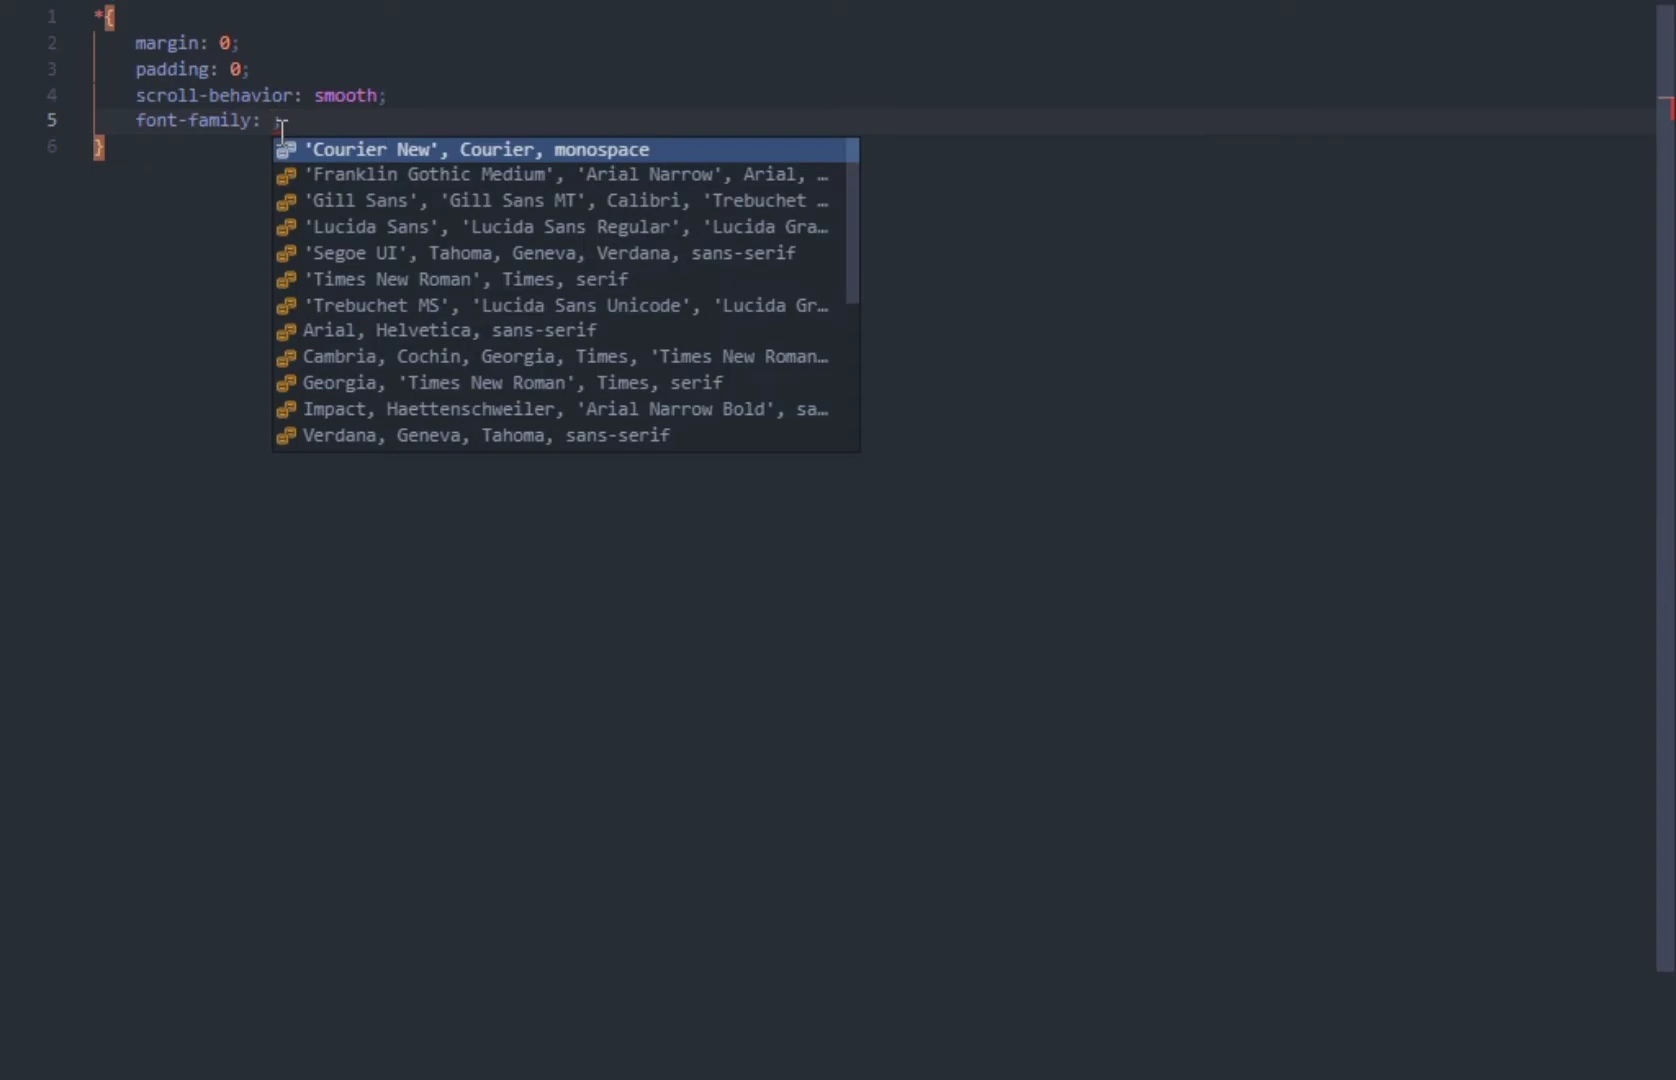 1 *{
2 margin: 0;
3 padding: 0;
4 scroll-behavior: smooth;
5 font-family: ;
6 }
'Courier New', Courier, monospace
'Franklin Gothic Medium', 'Arial Narrow', Arial, …
'Gill Sans', 'Gill Sans MT', Calibri, 'Trebuchet …
'Lucida Sans', 'Lucida Sans Regular', 'Lucida Gra…
'Segoe UI', Tahoma, Geneva, Verdana, sans-serif
'Times New Roman', Times, serif
'Trebuchet MS', 'Lucida Sans Unicode', 'Lucida Gr…
Arial, Helvetica, sans-serif
Cambria, Cochin, Georgia, Times, 'Times New Roman…
Georgia, 'Times New Roman', Times, serif
Impact, Haettenschweiler, 'Arial Narrow Bold', sa…
Verdana, Geneva, Tahoma, sans-serif